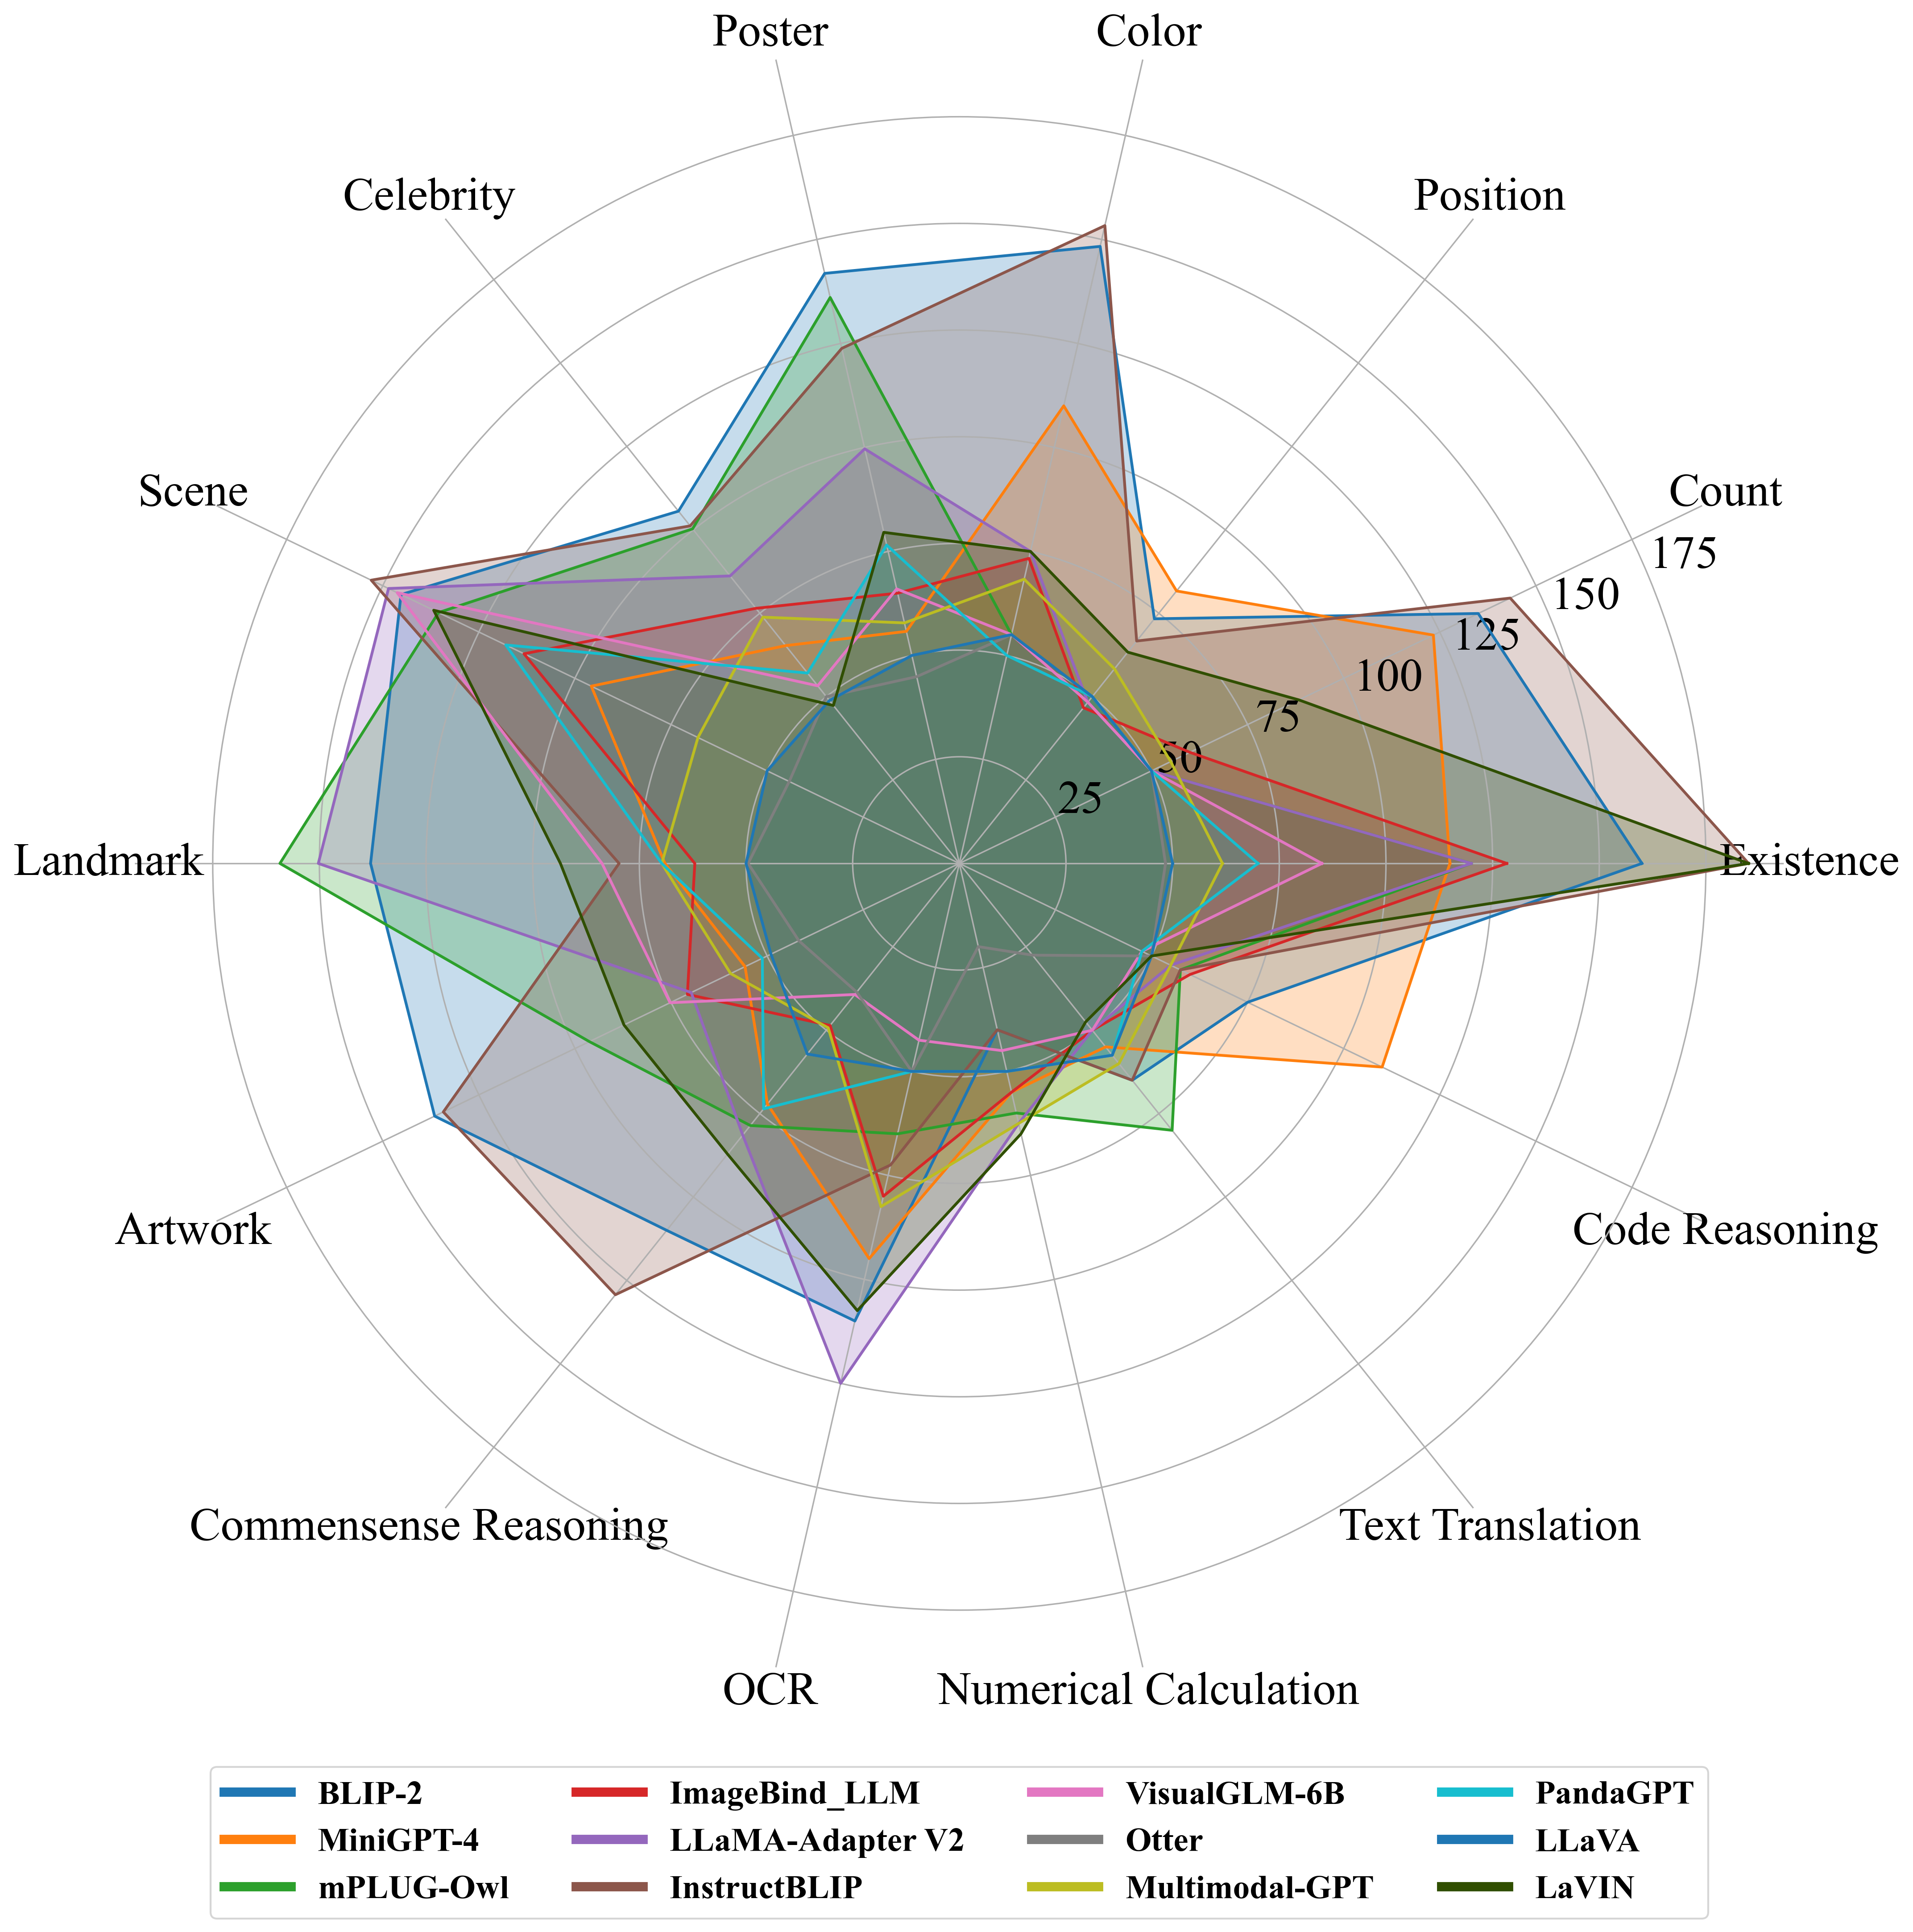 Poster
Color
Celebrity
Position
Scene
Count
175
150
125
100
75
50
25
Landmark
Existence
Artwork
Code Reasoning
Commensense Reasoning
Text Translation
OCR
Numerical Calculation
BLIP-2
ImageBind_LLM
VisualGLM-6B
PandaGPT
MiniGPT-4
LLaMA-Adapter V2
Otter
LLaVA
mPLUG-Owl
InstructBLIP
Multimodal-GPT
LaVIN